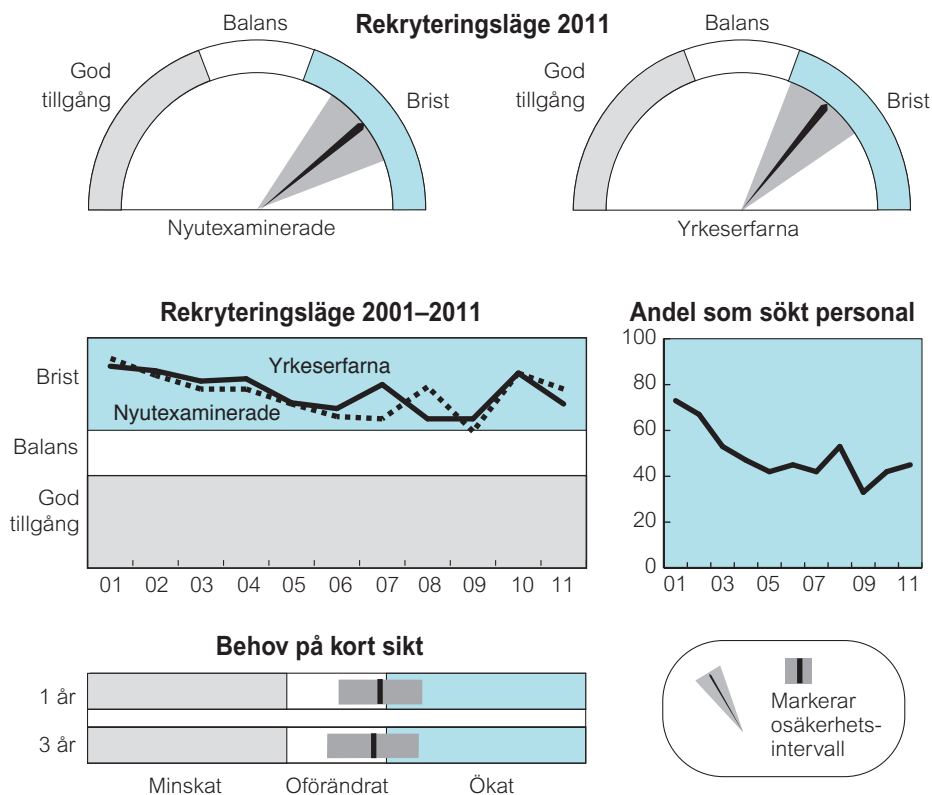 Rekryteringsläge 2011
Balans
God
tillgång
Brist
Nyutexaminerade
Balans
God
tillgång
Brist
Yrkeserfarna
Rekryteringsläge 2001–2011
Brist
Balans
God
tillgång
Yrkeserfarna
Nyutexaminerade
01 02 03 04 05 06 07 08 09 10 11
Andel som sökt personal
100
80
60
40
20
0
01 03 05 07 09 11
Behov på kort sikt
1 år
3 år
Minskat Oförändrat Ökat
Markerar
osäkerhets-
intervall